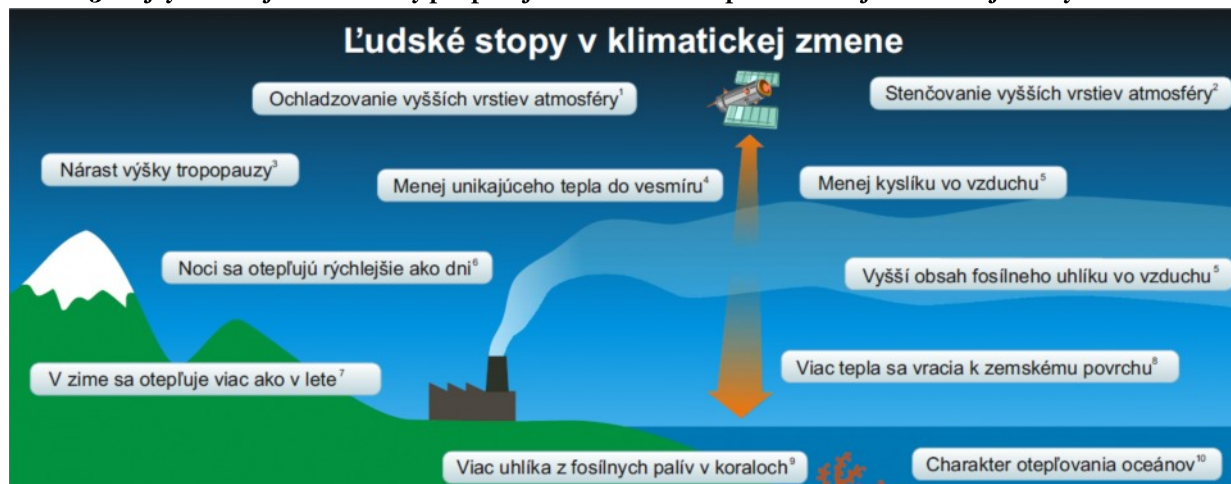 Ľudské stopy v klimatickej zmene
Ochladzovanie vyšších vrstiev atmosféry¹
Stenčovanie vyšších vrstiev atmosféry²
Nárast výšky tropopauzy³
Menej unikajúceho tepla do vesmíru⁴
Menej kyslíku vo vzduchu⁵
Noci sa otepľujú rýchlejšie ako dni⁶
Vyšší obsah fosílneho uhlíku vo vzduchu⁵
V zime sa otepľuje viac ako v lete⁷
Viac tepla sa vracia k zemskému povrchu⁸
Viac uhlíka z fosílnych palív v koraloch⁹
Charakter otepľovania oceánov¹⁰